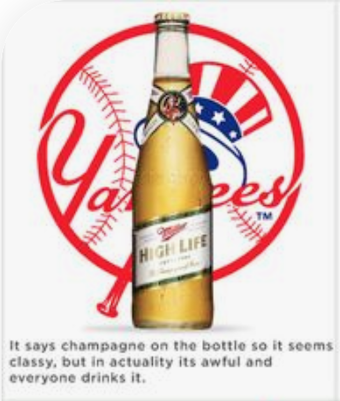 Yankees
TM
Miller
HIGH LIFE
It says champagne on the bottle so it seems
classy, but in actuality its awful and
everyone drinks it.